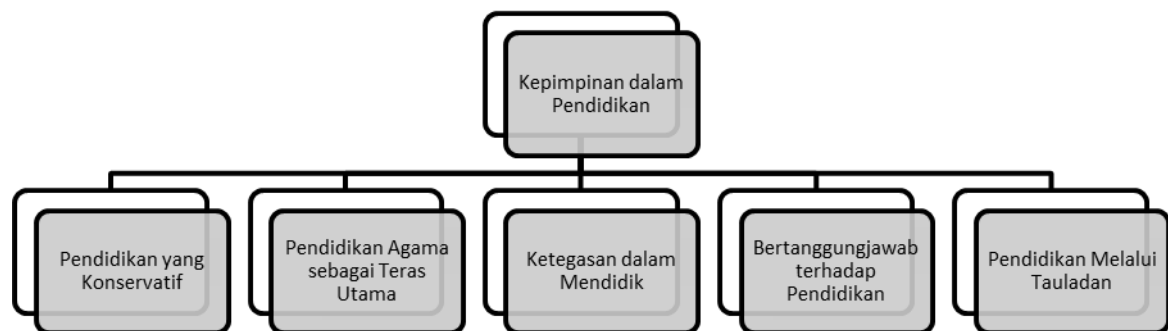 Kepimpinan dalam
Pendidikan
Pendidikan yang
Konservatif
Pendidikan Agama
sebagai Teras
Utama
Ketegasan dalam
Mendidik
Bertanggungjawab
terhadap
Pendidikan
Pendidikan Melalui
Tauladan